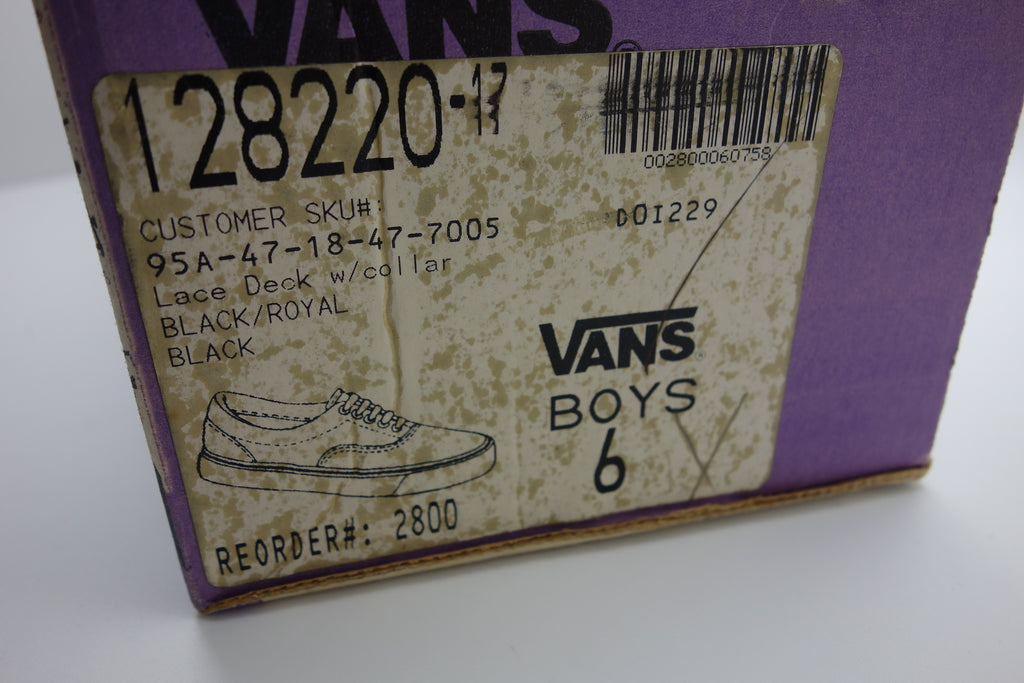 VANS®
128220-17
002800060758
CUSTOMER SKU#:
95A-47-18-47-7005
DOI229
Lace Deck w/collar
BLACK/ROYAL
BLACK
VANS®
BOYS
6
REORDER#: 2800